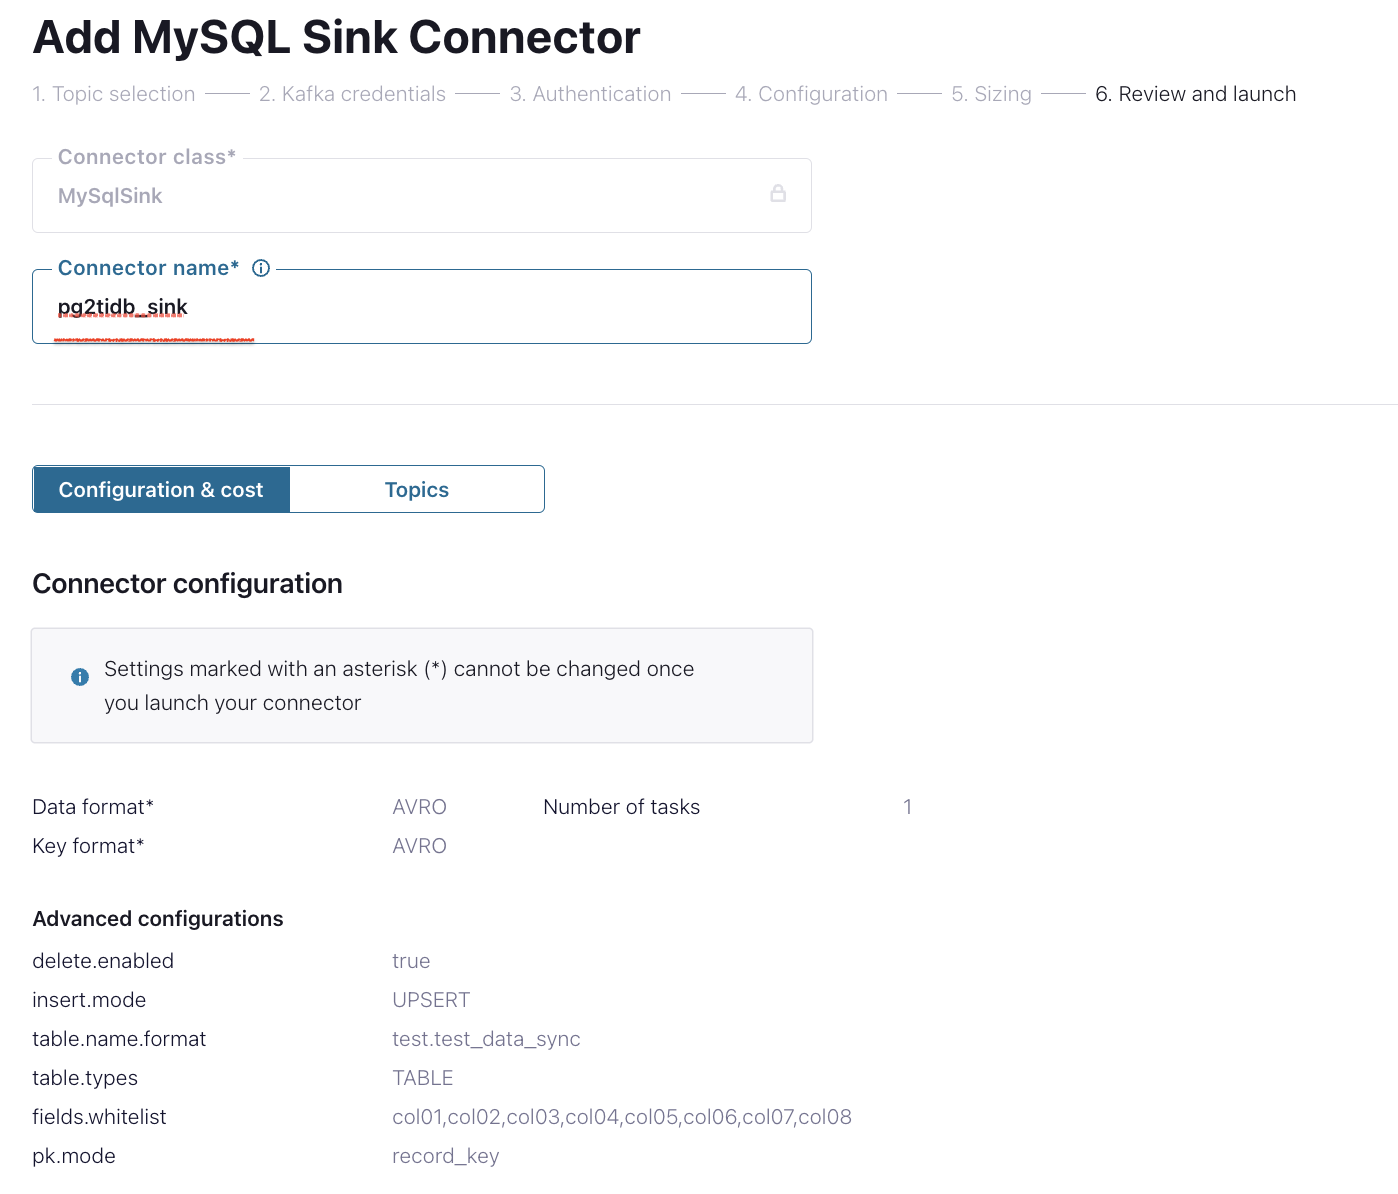 Add MySQL Sink Connector
1. Topic selection 2. Kafka credentials 3. Authentication 4. Configuration 5. Sizing 6. Review and launch
Connector class*
MySqlSink
Connector name*
pg2tidb_sink
Configuration & cost Topics
Connector configuration
Settings marked with an asterisk (*) cannot be changed once
you launch your connector
Data format* AVRO Number of tasks 1
Key format* AVRO
Advanced configurations
delete.enabled true
insert.mode UPSERT
table.name.format test.test_data_sync
table.types TABLE
fields.whitelist col01,col02,col03,col04,col05,col06,col07,col08
pk.mode record_key